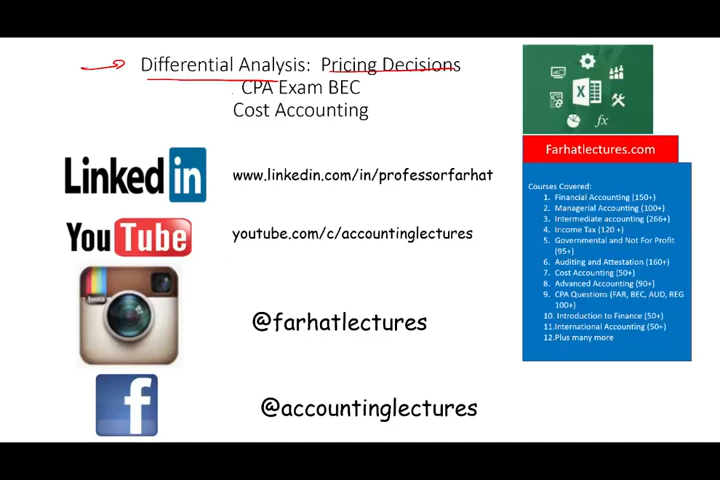 Differential Analysis: Pricing Decisions
CPA Exam BEC
Cost Accounting
Linked in
www.linkedin.com/in/professorfarhat
YouTube
youtube.com/c/accountinglectures
@farhatlectures
@accountinglectures
X
fx
Farhatlectures.com
Courses Covered:
1. Financial Accounting (150+)
2. Managerial Accounting (100+)
3. Intermediate accounting (266+)
4. Income Tax (120 +)
5. Governmental and Not For Profit
(95+)
6. Auditing and Attestation (160+)
7. Cost Accounting (50+)
8. Advanced Accounting (90+)
9. CPA Questions (FAR, BEC, AUD, REG
100+)
10. Introduction to Finance (50+)
11.International Accounting (50+)
12.Plus many more